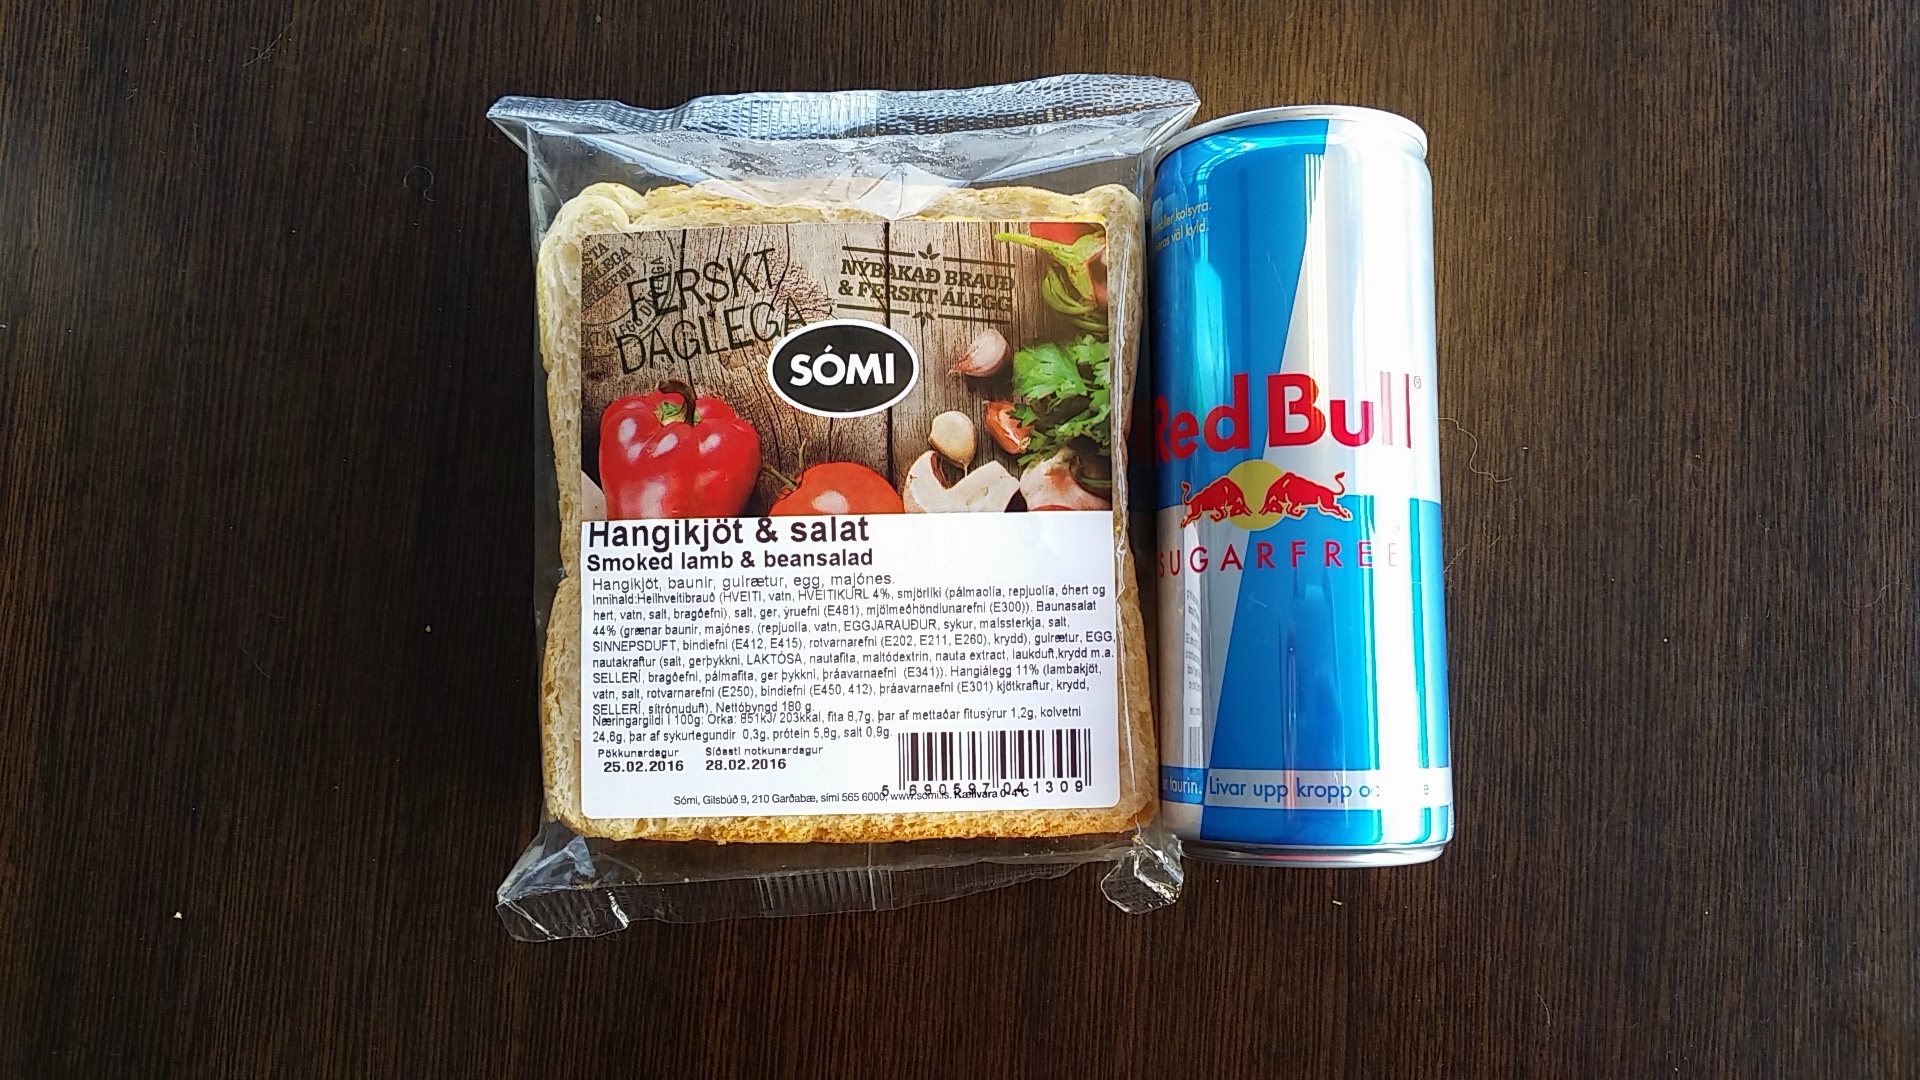 FERSKT
DAGLEGA
NÝBAKAÐ BRAUÐ
& FERSKT ÁLEGG
SÓMI
Hangikjöt & salat
Smoked lamb & beansalad
Hangikjöt, baunir, gulrætur, egg, majónes.
Innihald:Heilhveitibrauð (HVEITI, vatn, HVEITIKURL 4%, smjörlíki (pálmaolía, repjuolía, óhert og
hert, vatn, salt, bragðefni), salt, ger, ýruefni (E481), mjölmeðhöndlunarefni (E300)). Baunasalat
44% (grænar baunir, majónes, (repjuolía, vatn, EGGJARAUÐUR, sykur, maíssterkja, salt,
SINNEPSDUFT, bindiefni (E412, E415), rotvarnarefni (E202, E211, E260), krydd), gulrætur, EGG,
nautakraftur (salt, gerþykkni, LAKTÓSA, nautafita, maltódextrin, nauta extract, laukduft,krydd m.a.
SELLERÍ, bragðefni, pálmafita, ger þykkni, þráavarnaefni (E341)). Hangiálegg 11% (lambakjöt,
vatn, salt, rotvarnarefni (E250), bindiefni (E450, 412), þráavarnaefni (E301) kjötkraftur, krydd,
SELLERÍ, sítrónuduft). Nettóþyngd 180 g.
Næringargildi í 100g: Orka: 851kJ/ 203kkal, fita 8,7g, þar af mettaðar fitusýrur 1,2g, kolvetni
24,6g, þar af sykurtegundir 0,3g, prótein 5,8g, salt 0,9g.
Pökkunardagur Síðasti notkunardagur
25.02.2016 28.02.2016
5 690597 041309
Sómi, Gilsbúð 9, 210 Garðabæ, sími 565 6000, www.somi.is. Kælivara 0-4°C
kolsyra.
väl kyld.
Red Bull®
SUGARFREE
taurin. Livar upp kropp